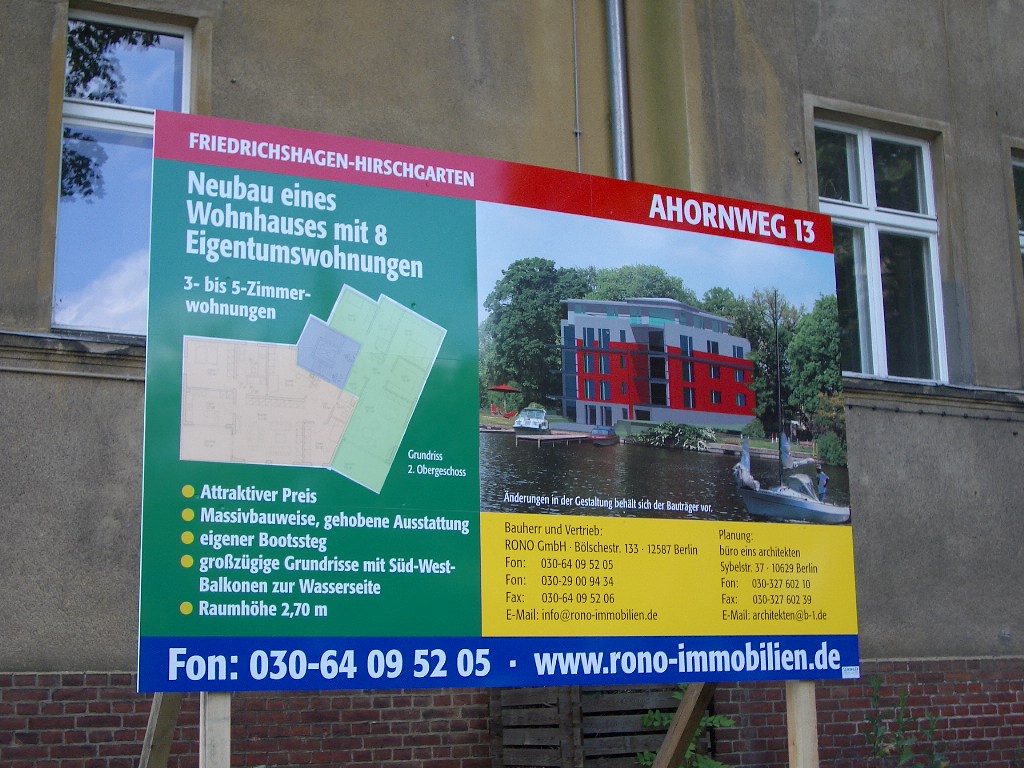 FRIEDRICHSHAGEN-HIRSCHGARTEN
AHORNWEG 13
Neubau eines
Wohnhauses mit 8
Eigentumswohnungen
3- bis 5-Zimmer-
wohnungen
Grundriss
2. Obergeschoss
Attraktiver Preis
Massivbauweise, gehobene Ausstattung
eigener Bootssteg
großzügige Grundrisse mit Süd-West-
Balkonen zur Wasserseite
Raumhöhe 2,70 m
Änderungen in der Gestaltung behält sich der Bauträger vor.
Bauherr und Vertrieb:
RONO GmbH · Bölschestr. 133 · 12587 Berlin
Fon: 030-64 09 52 05
Fon: 030-29 00 94 34
Fax: 030-64 09 52 06
E-Mail: info@rono-immobilien.de
Planung:
büro eins architekten
Sybelstr. 37 · 10629 Berlin
Fon: 030-327 602 10
Fax: 030-327 602 39
E-Mail: architekten@b-1.de
Fon: 030-64 09 52 05 · www.rono-immobilien.de